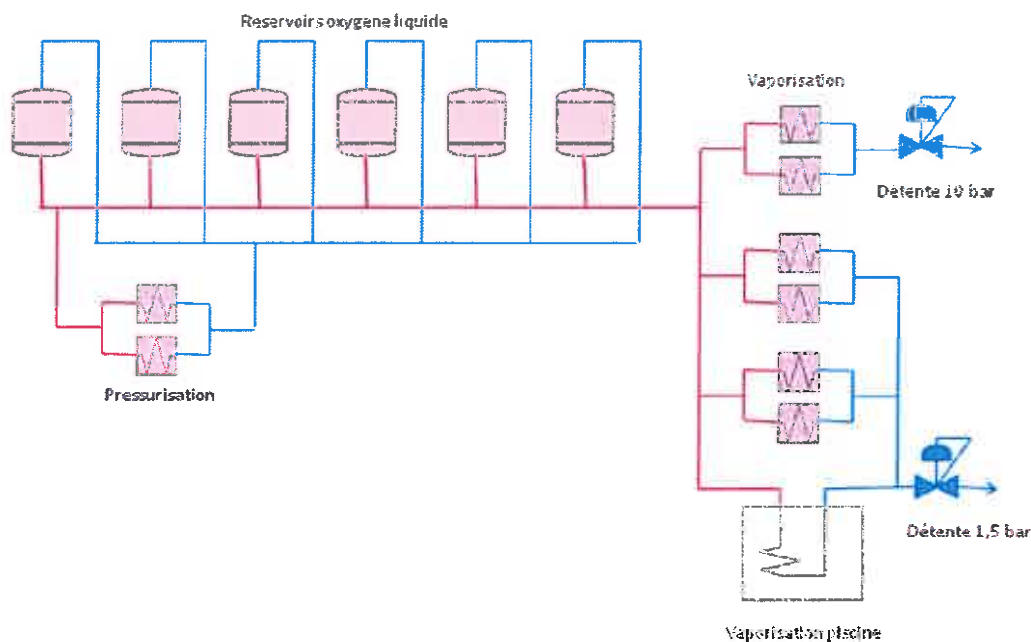 Reservoirs oxygene liquide
Vaporisation
Détente 10 bar
Pressurisation
Détente 1,5 bar
Vaporisation piscine